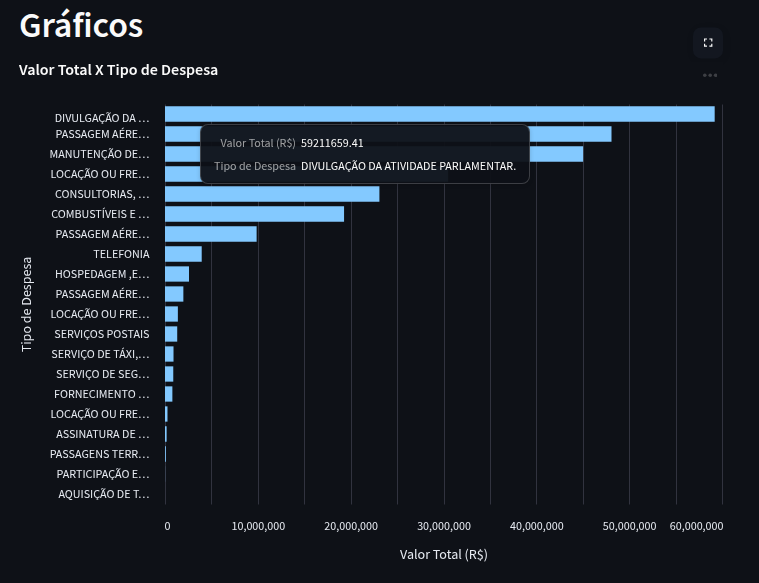 Gráficos
Valor Total X Tipo de Despesa
Tipo de Despesa
DIVULGAÇÃO DA …
PASSAGEM AÉRE…
MANUTENÇÃO DE…
LOCAÇÃO OU FRE…
CONSULTORIAS, …
COMBUSTÍVEIS E …
PASSAGEM AÉRE…
TELEFONIA
HOSPEDAGEM ,E…
PASSAGEM AÉRE…
LOCAÇÃO OU FRE…
SERVIÇOS POSTAIS
SERVIÇO DE TÁXI,…
SERVIÇO DE SEG…
FORNECIMENTO …
LOCAÇÃO OU FRE…
ASSINATURA DE …
PASSAGENS TERR…
PARTICIPAÇÃO E…
AQUISIÇÃO DE T…
Valor Total (R$) 59211659.41
Tipo de Despesa DIVULGAÇÃO DA ATIVIDADE PARLAMENTAR.
0 10,000,000 20,000,000 30,000,000 40,000,000 50,000,000 60,000,000
Valor Total (R$)